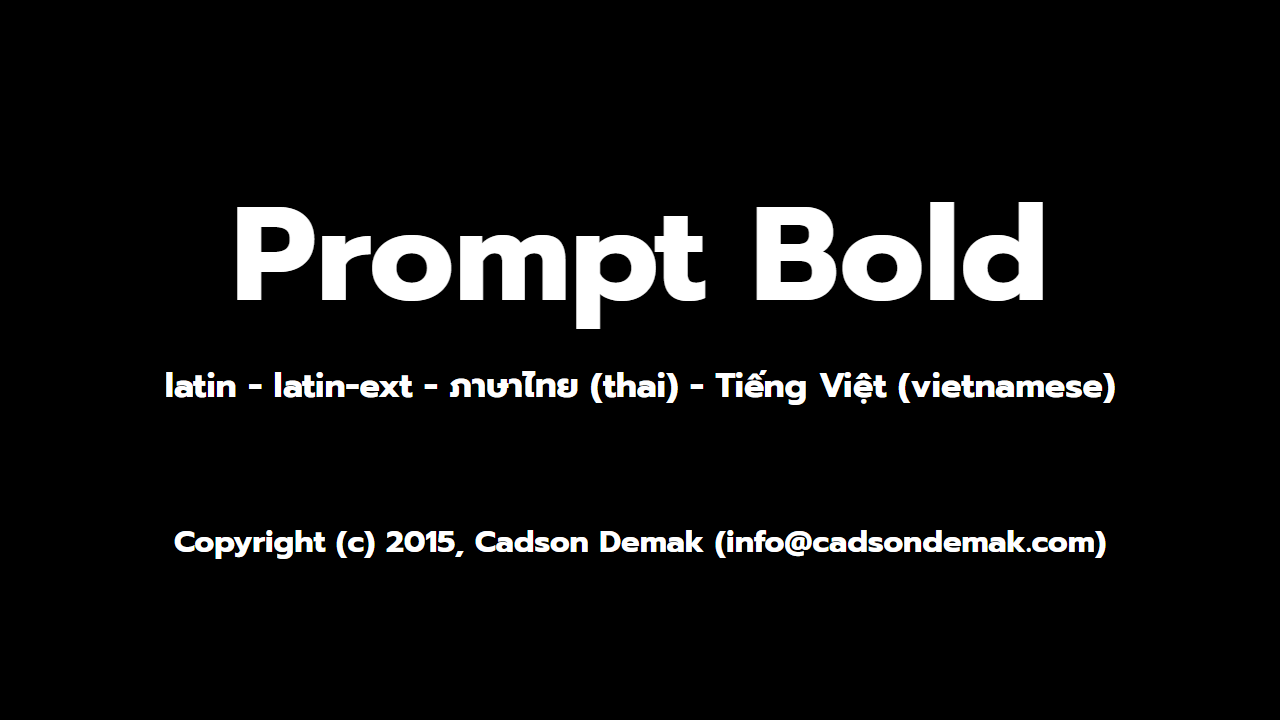 Prompt Bold
latin - latin-ext - ภาษาไทย (thai) - Tiếng Việt (vietnamese)
Copyright (c) 2015, Cadson Demak (info@cadsondemak.com)